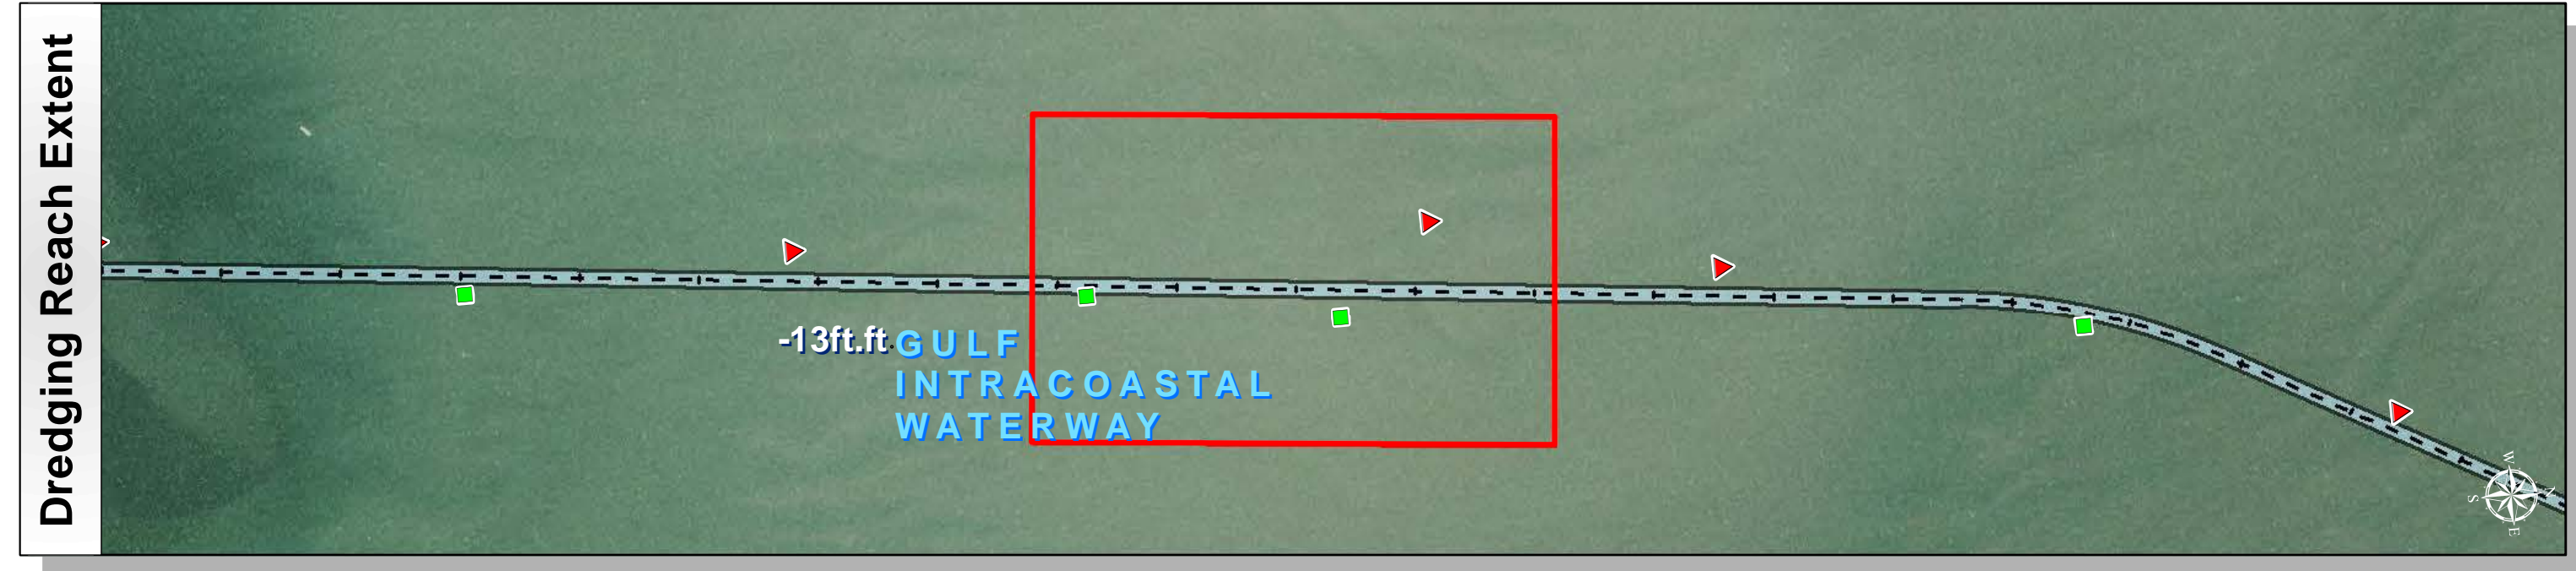 Dredging Reach Extent
-13ft.ft.
GULF
INTRACOASTAL
WATERWAY
W
N
S
E